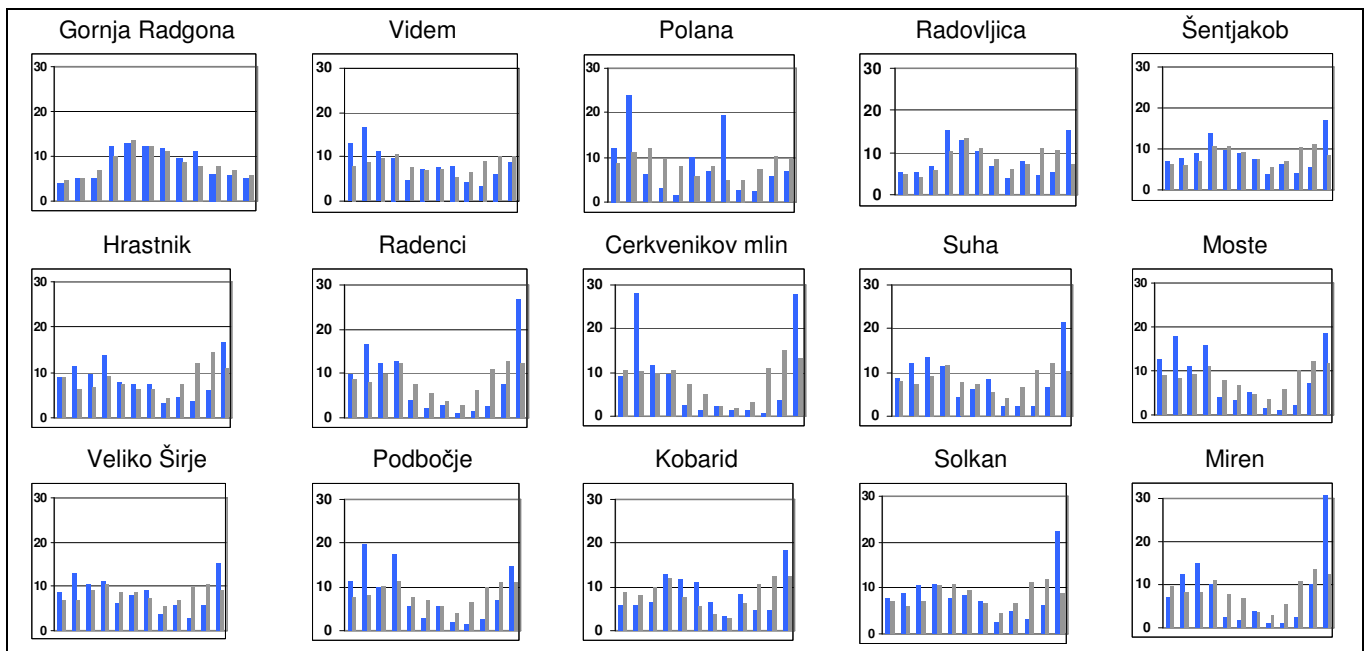 Gornja Radgona Videm Polana Radovljica Šentjakob
30 30 30 30 30
20 20 20 20 20
10 10 10 10 10
0 0 0 0 0
Hrastnik Radenci Cerkvenikov mlin Suha Moste
30 30 30 30 30
20 20 20 20 20
10 10 10 10 10
0 0 0 0 0
Veliko Širje Podbočje Kobarid Solkan Miren
30 30 30 30 30
20 20 20 20 20
10 10 10 10 10
0 0 0 0 0